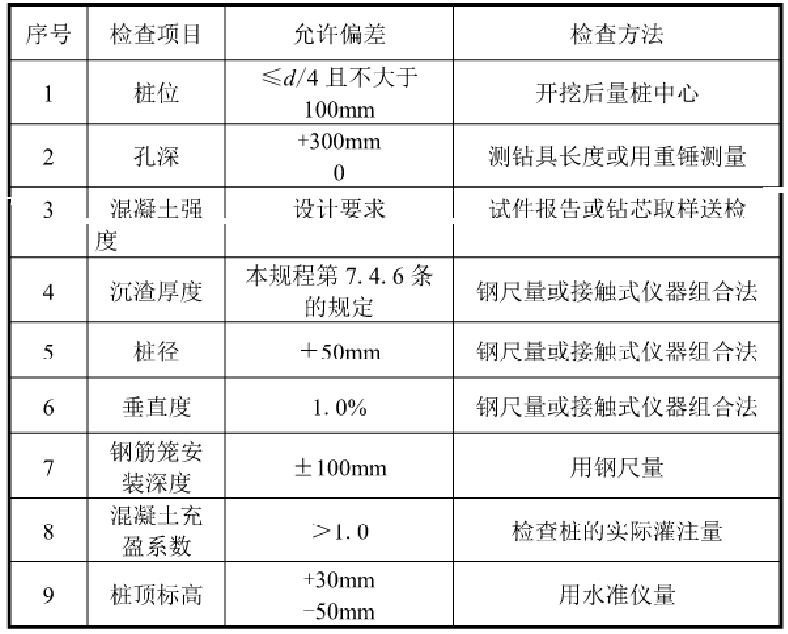 序号 检查项目 允许偏差 检查方法
1 桩位 ≤d/4 且不大于
100mm 开挖后量桩中心
2 孔深 +300mm
0 测钻具长度或用重锤测量
3 混凝土强
度 设计要求 试件报告或钻芯取样送检
4 沉渣厚度 本规程第 7.4.6 条
的规定 钢尺量或接触式仪器组合法
5 桩径 +50mm 钢尺量或接触式仪器组合法
6 垂直度 1.0% 钢尺量或接触式仪器组合法
7 钢筋笼安
装深度 ±100mm 用钢尺量
8 混凝土充
盈系数 >1.0 检查桩的实际灌注量
9 桩顶标高 +30mm
-50mm 用水准仪量